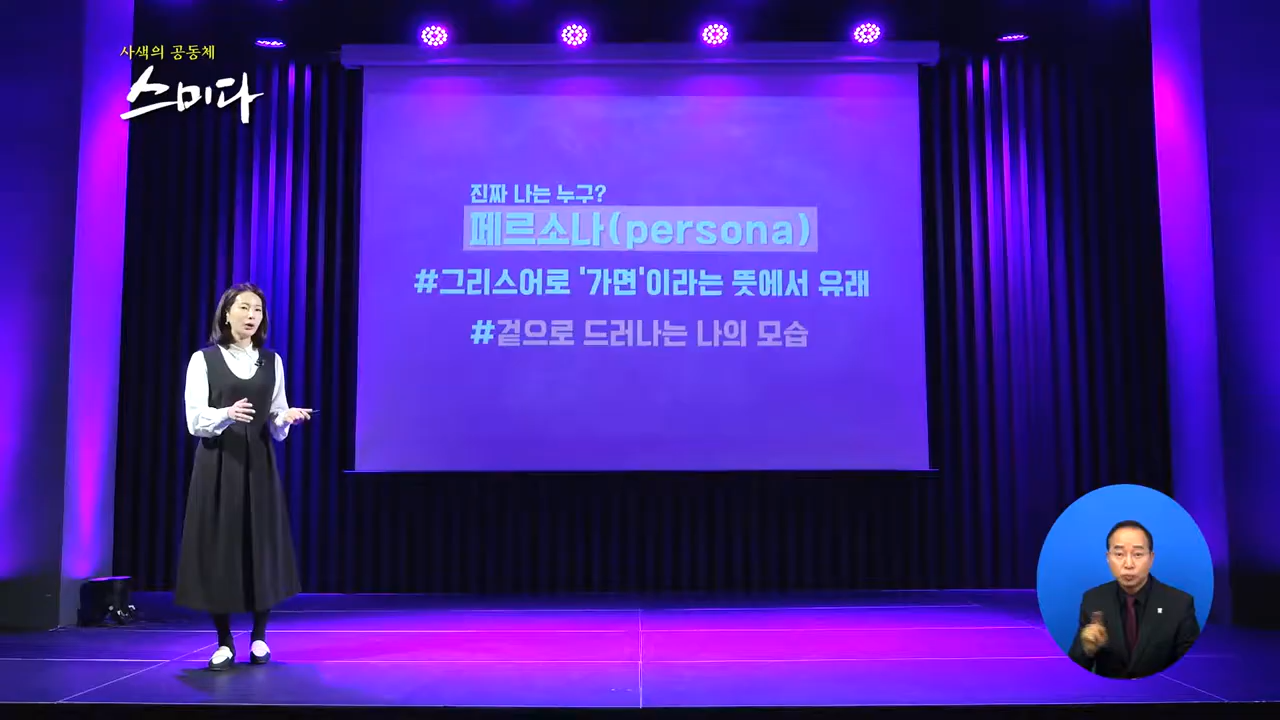 사색의 공동체
스미다
진짜 나는 누구?
페르소나(persona)
#그리스어로 '가면'이라는 뜻에서 유래
#겉으로 드러나는 나의 모습